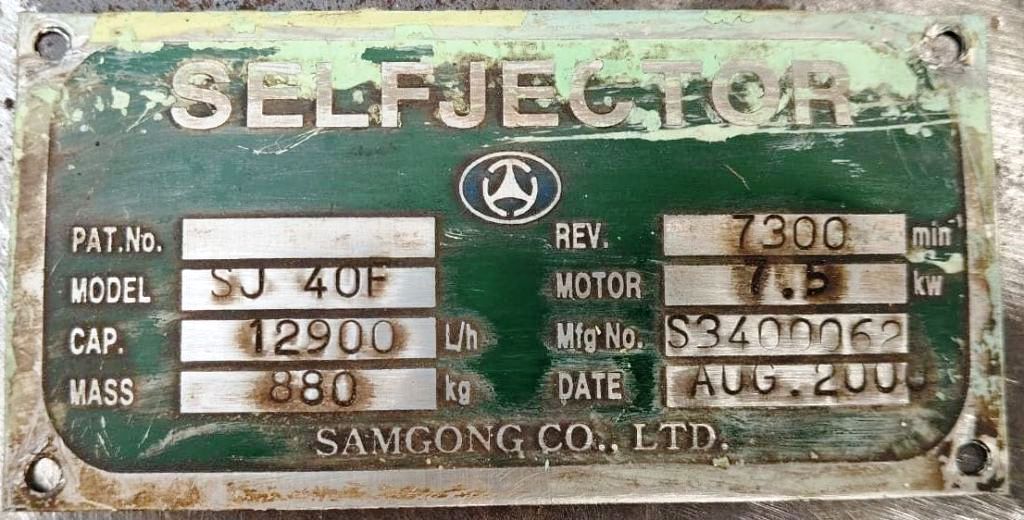 SELFJECTOR
PAT.No.
REV. 7300 min⁻¹
MODEL SJ 40F
MOTOR 7.5 kw
CAP. 12900 L/h
Mfg No. S3400062
MASS 880 kg
DATE AUG.
SAMGONG CO., LTD.